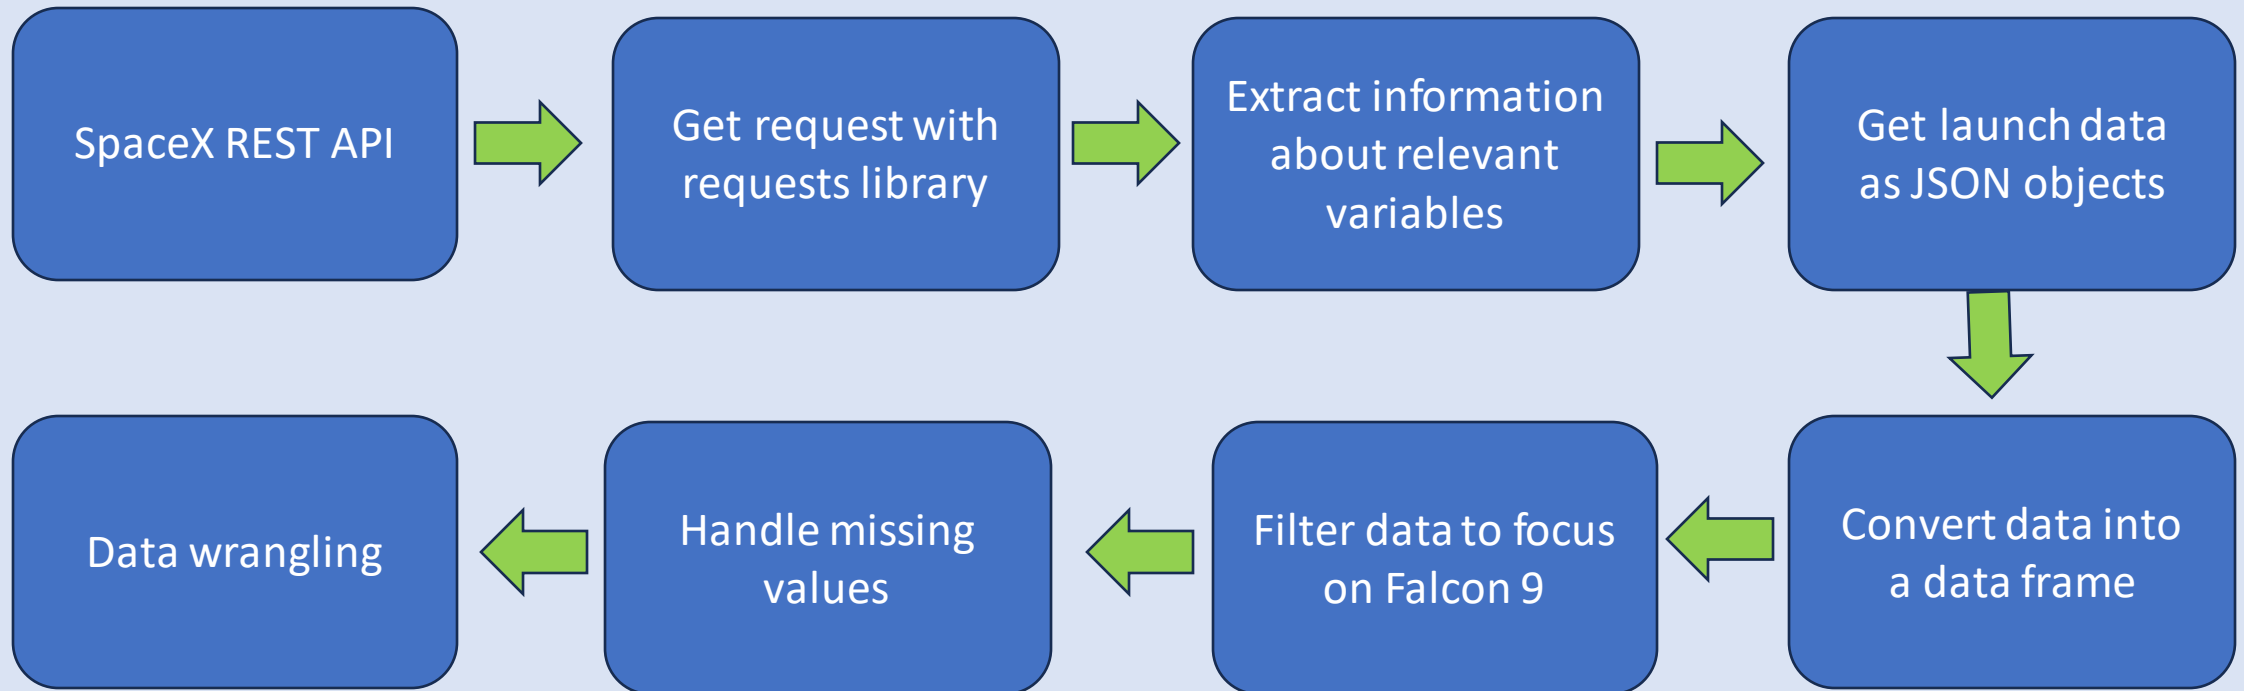 SpaceX REST API
Get request with
requests library
Extract information
about relevant
variables
Get launch data
as JSON objects
Convert data into
a data frame
Filter data to focus
on Falcon 9
Handle missing
values
Data wrangling